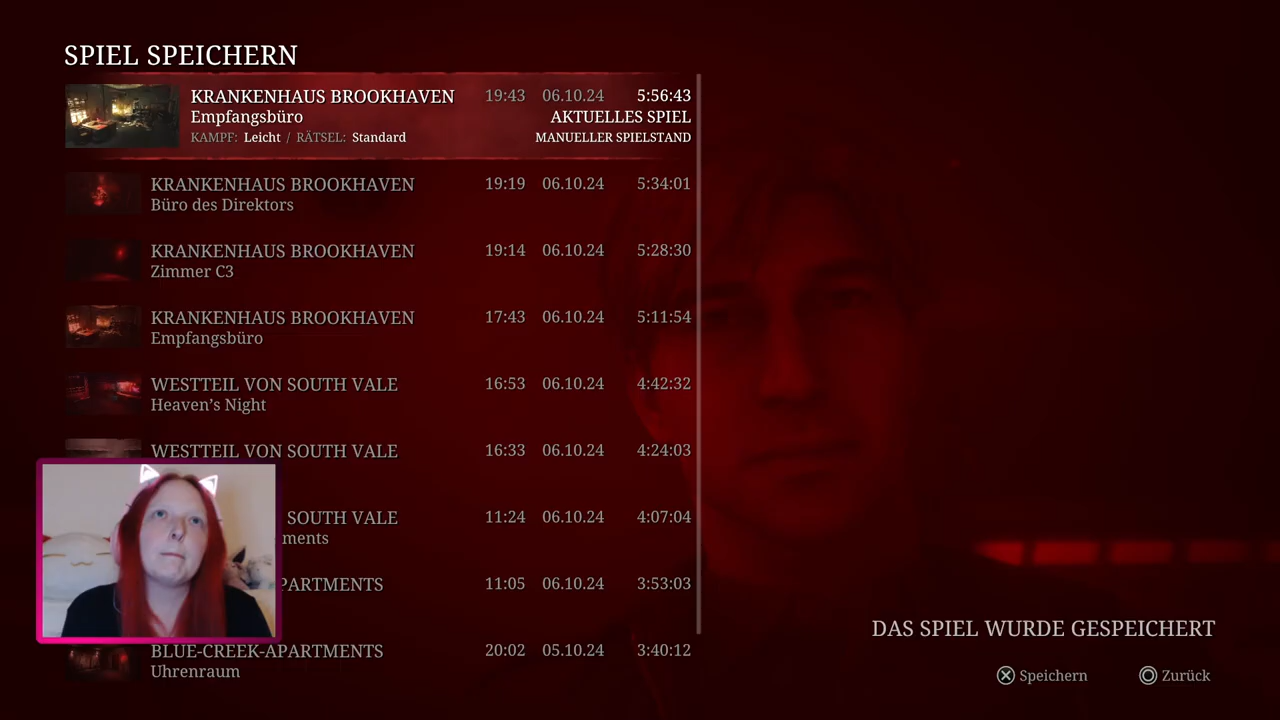 SPIEL SPEICHERN
KRANKENHAUS BROOKHAVEN 19:43 06.10.24 5:56:43
Empfangsbüro AKTUELLES SPIEL
KAMPF: Leicht / RÄTSEL: Standard MANUELLER SPIELSTAND
KRANKENHAUS BROOKHAVEN 19:19 06.10.24 5:34:01
Büro des Direktors
KRANKENHAUS BROOKHAVEN 19:14 06.10.24 5:28:30
Zimmer C3
KRANKENHAUS BROOKHAVEN 17:43 06.10.24 5:11:54
Empfangsbüro
WESTTEIL VON SOUTH VALE 16:53 06.10.24 4:42:32
Heaven’s Night
WESTTEIL VON SOUTH VALE 16:33 06.10.24 4:24:03
SOUTH VALE 11:24 06.10.24 4:07:04
ments
APARTMENTS 11:05 06.10.24 3:53:03
DAS SPIEL WURDE GESPEICHERT
BLUE-CREEK-APARTMENTS 20:02 05.10.24 3:40:12
Uhrenraum
Speichern Zurück